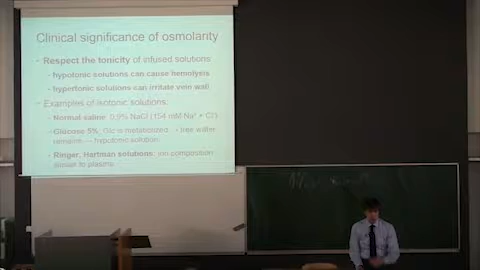 Clinical significance of osmolarity
• Respect the tonicity of infused solutions
- hypotonic solutions can cause hemolysis
- hypertonic solutions can irritate vein wall
• Examples of isotonic solutions:
- Normal saline: 0,9% NaCl (154 mM Na⁺ + Cl⁻)
- Glucose 5%: Glc is metabolized → free water
remains — hypotonic solution
- Ringer, Hartman solutions: ion composition
similar to plasma